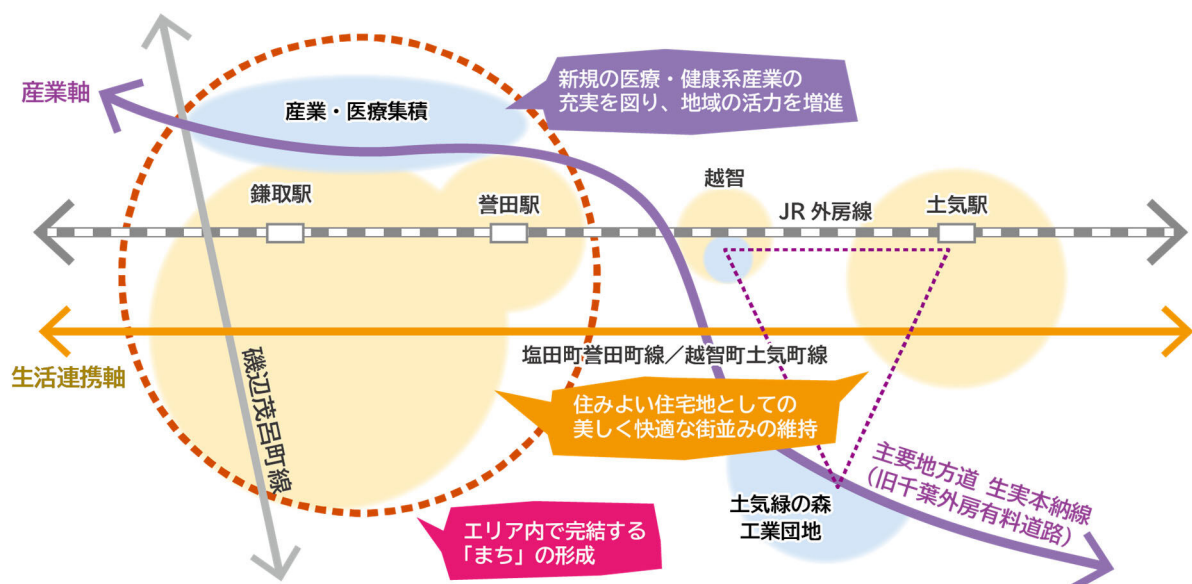 産業軸
産業・医療集積
新規の医療・健康系産業の
充実を図り、地域の活力を増進
鎌取駅
誉田駅
越智
JR 外房線
土気駅
塩田町誉田町線／越智町土気町線
生活連携軸
磯辺茂呂町線
住みよい住宅地としての
美しく快適な街並みの維持
土気緑の森
工業団地
主要地方道 生実本納線
（旧千葉外房有料道路）
エリア内で完結する
「まち」の形成